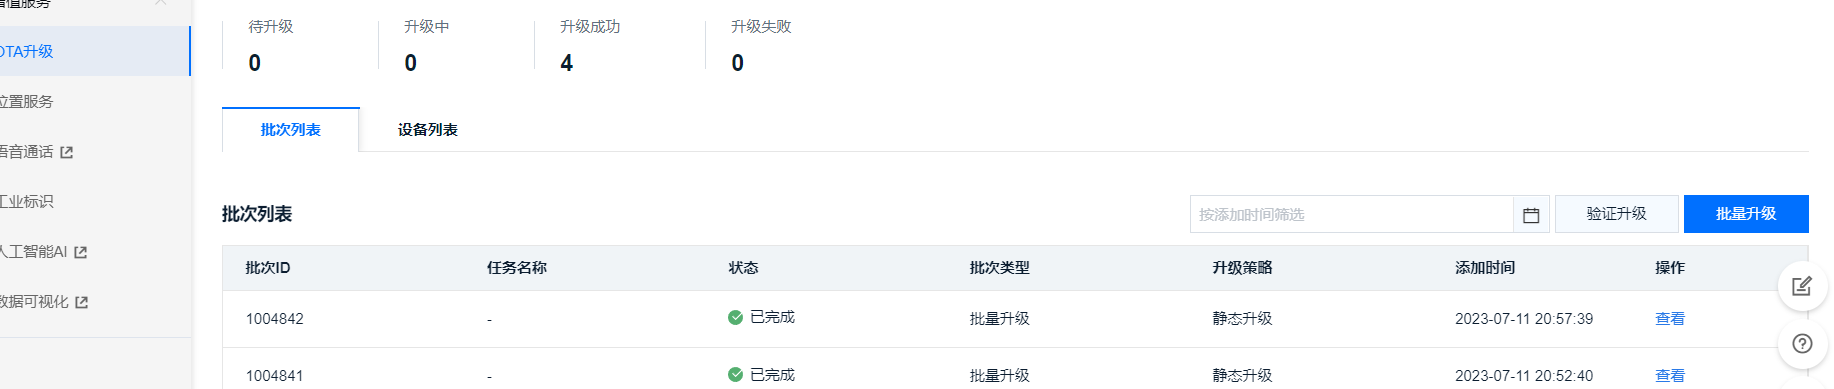 增值服务
OTA升级
位置服务
语音通话
工业标识
人工智能AI
数据可视化
待升级 升级中 升级成功 升级失败
0 0 4 0
批次列表 设备列表
批次列表 按添加时间筛选 验证升级 批量升级
批次ID 任务名称 状态 批次类型 升级策略 添加时间 操作
1004842 - 已完成 批量升级 静态升级 2023-07-11 20:57:39 查看
1004841 - 已完成 批量升级 静态升级 2023-07-11 20:52:40 查看